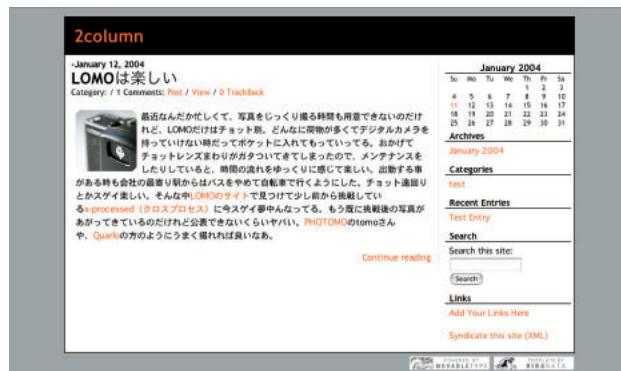 2column
-January 12, 2004
LOMOは楽しい
Category: / 1 Comments: Post / View / 0 TrackBack
最近なんだか忙しくて、写真をじっくり撮る時間も用意できないのだけ
れど、LOMOだけはチョット別。どんなに荷物が多くてデジタルカメラを
持っていけない時だってポケットに入れてもっていってる。おかげで
チョットレンズまわりがガタついてきてしまったので、メンテナンスを
したりしていると、時間の流れをゆっくりに感じて楽しい。出勤する事
がある時も会社の最寄り駅からはバスをやめて自転車で行くようにした。チョット遠回り
とかスゲイ楽しい。そんな中LOMOのサイトで見つけて少し前から挑戦してい
るx-processed（クロスプロセス）に今スゲイ夢中んなってる。もう既に挑戦後の写真が
あがってきているのだけれど公表できないくらいヤバい。PHOTOMOのtomoさん
や、Quarkの方のようにうまく撮れれば良いなあ。
Continue reading
January 2004
Su Mo Tu We Th Fr Sa
1 2 3
4 5 6 7 8 9 10
11 12 13 14 15 16 17
18 19 20 21 22 23 24
25 26 27 28 29 30 31
Archives
January 2004
Categories
test
Recent Entries
Test Entry
Search
Search this site:
Search
Links
Add Your Links Here
Syndicate this site (XML)
POWERED BY
MOVABLETYPE
TEMPLATE BY